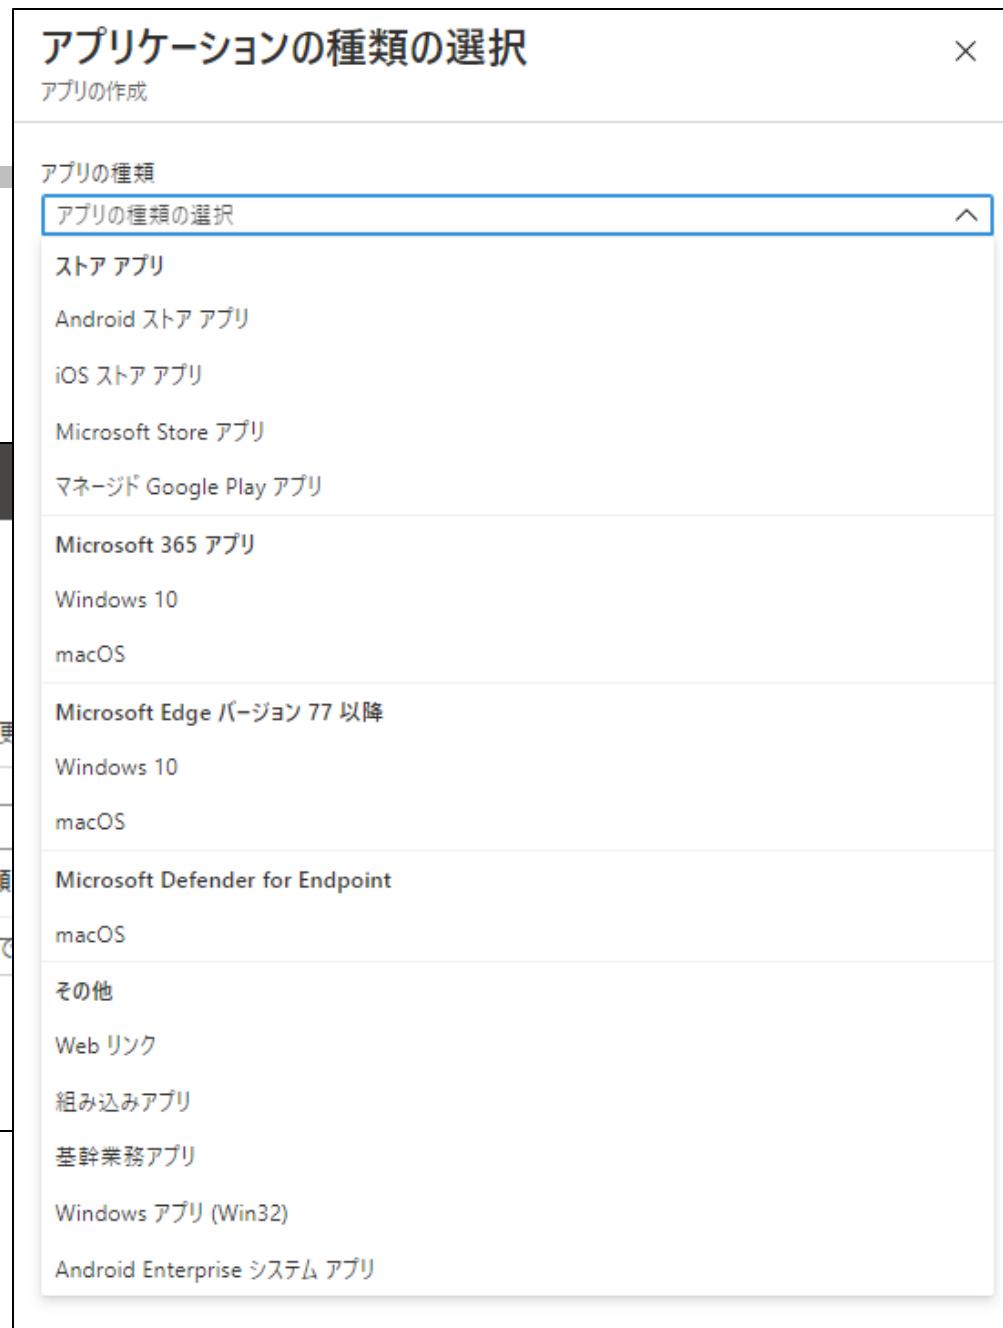 アプリケーションの種類の選択
アプリの作成
アプリの種類
アプリの種類の選択
ストア アプリ
Android ストア アプリ
iOS ストア アプリ
Microsoft Store アプリ
マネージド Google Play アプリ
Microsoft 365 アプリ
Windows 10
macOS
Microsoft Edge バージョン 77 以降
Windows 10
macOS
Microsoft Defender for Endpoint
macOS
その他
Web リンク
組み込みアプリ
基幹業務アプリ
Windows アプリ (Win32)
Android Enterprise システム アプリ